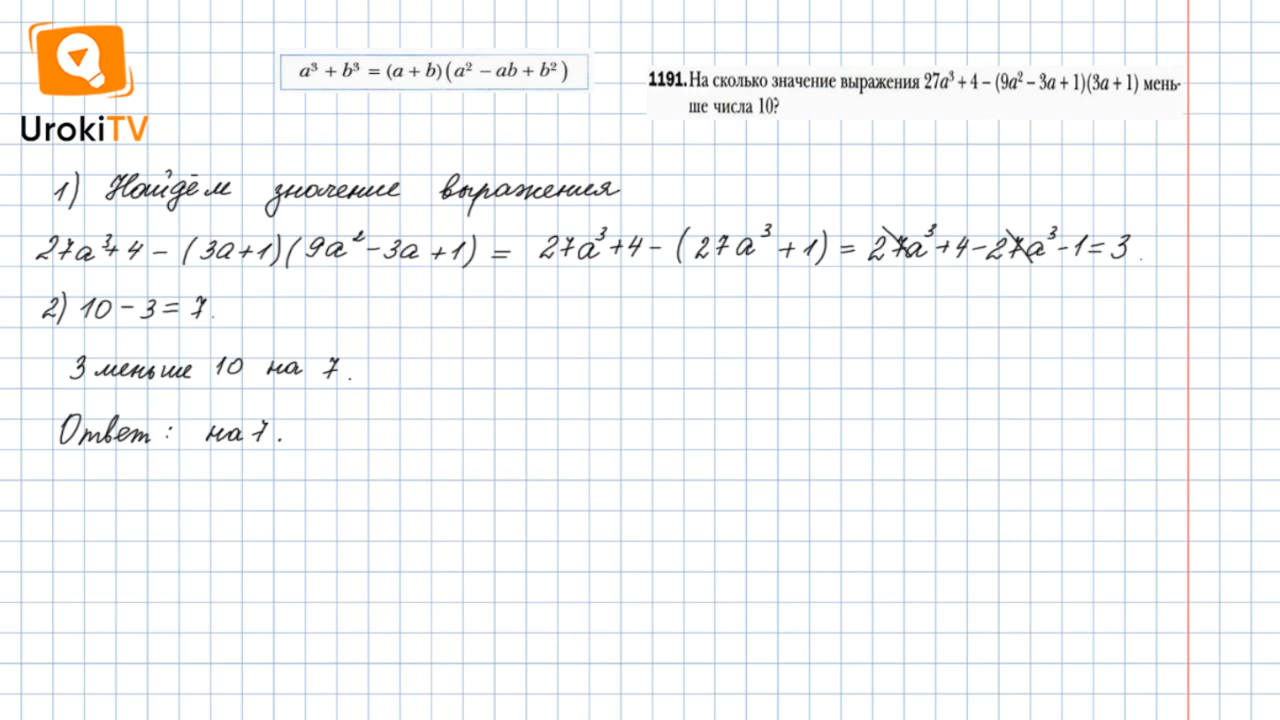 UrokiTV
a³ + b³ = (a + b)(a² − ab + b²)
1191. На сколько значение выражения 27a³ + 4 − (9a² − 3a + 1)(3a + 1) мень-
ше числа 10?
1) Найдём значение выражения
27a³ + 4 − (3a + 1)(9a² − 3a + 1) = 27a³ + 4 − (27a³ + 1) = 27a³ + 4 − 27a³ − 1 = 3.
2) 10 − 3 = 7.
3 меньше 10 на 7.
Ответ: на 7.